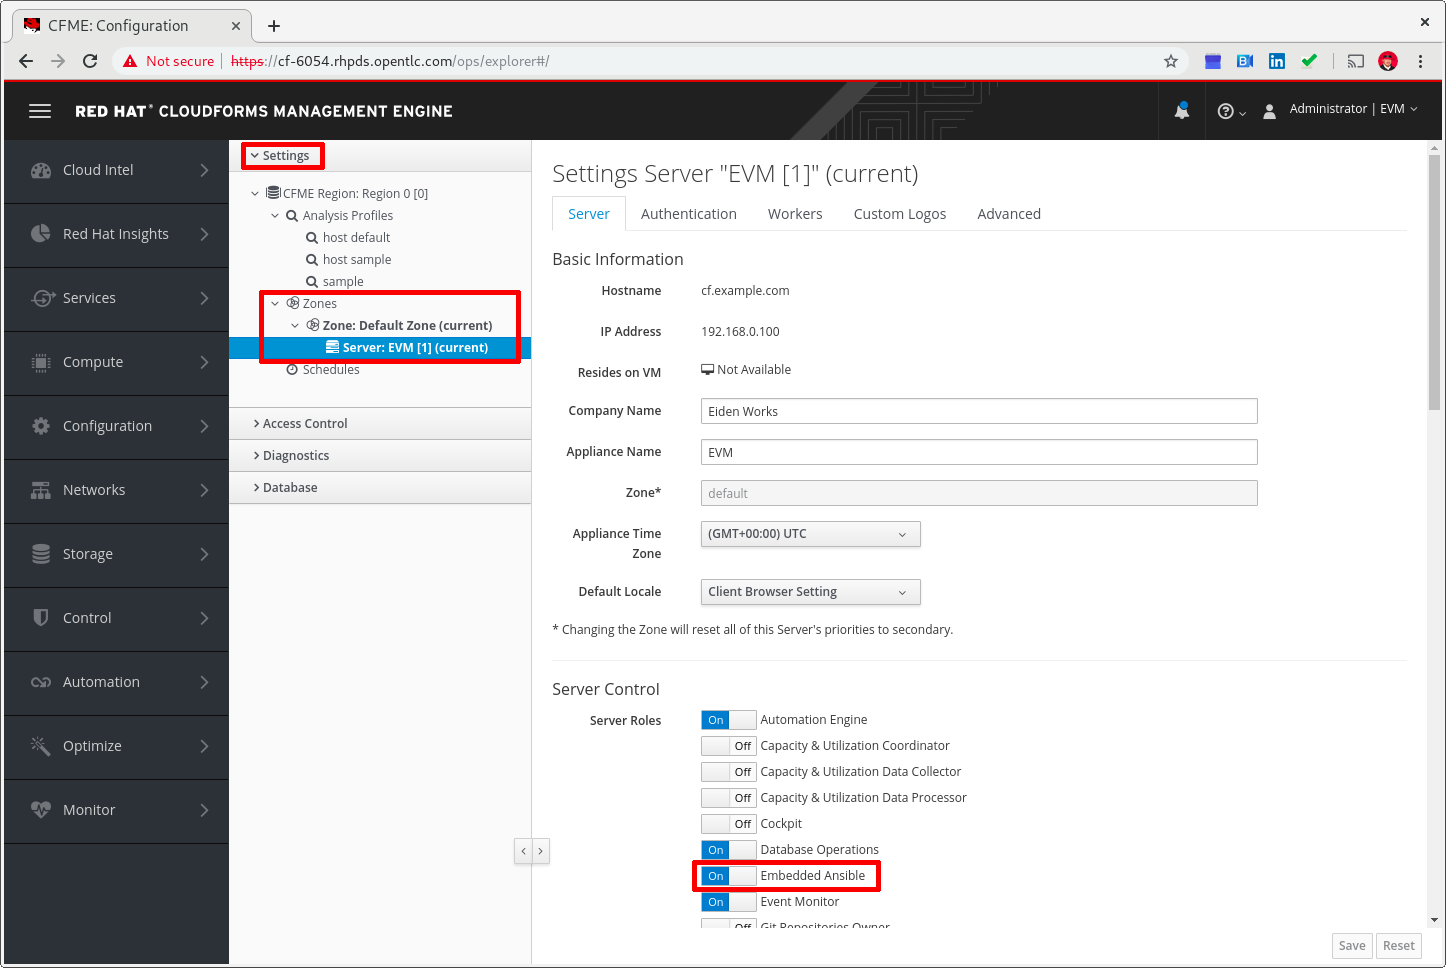 CFME: Configuration
Not secure | https://cf-6054.rhpds.opentlc.com/ops/explorer#/
RED HAT® CLOUDFORMS MANAGEMENT ENGINE
Administrator | EVM
Cloud Intel
Red Hat Insights
Services
Compute
Configuration
Networks
Storage
Control
Automation
Optimize
Monitor
Settings
CFME Region: Region 0 [0]
Analysis Profiles
host default
host sample
sample
Zones
Zone: Default Zone (current)
Server: EVM [1] (current)
Schedules
Access Control
Diagnostics
Database
Settings Server "EVM [1]" (current)
Server Authentication Workers Custom Logos Advanced
Basic Information
Hostname cf.example.com
IP Address 192.168.0.100
Resides on VM Not Available
Company Name Eiden Works
Appliance Name EVM
Zone* default
Appliance Time Zone (GMT+00:00) UTC
Default Locale Client Browser Setting
* Changing the Zone will reset all of this Server's priorities to secondary.
Server Control
Server Roles
On Automation Engine
Off Capacity & Utilization Coordinator
Off Capacity & Utilization Data Collector
Off Capacity & Utilization Data Processor
Off Cockpit
On Database Operations
On Embedded Ansible
On Event Monitor
Off Git Repositories Owner
Save Reset